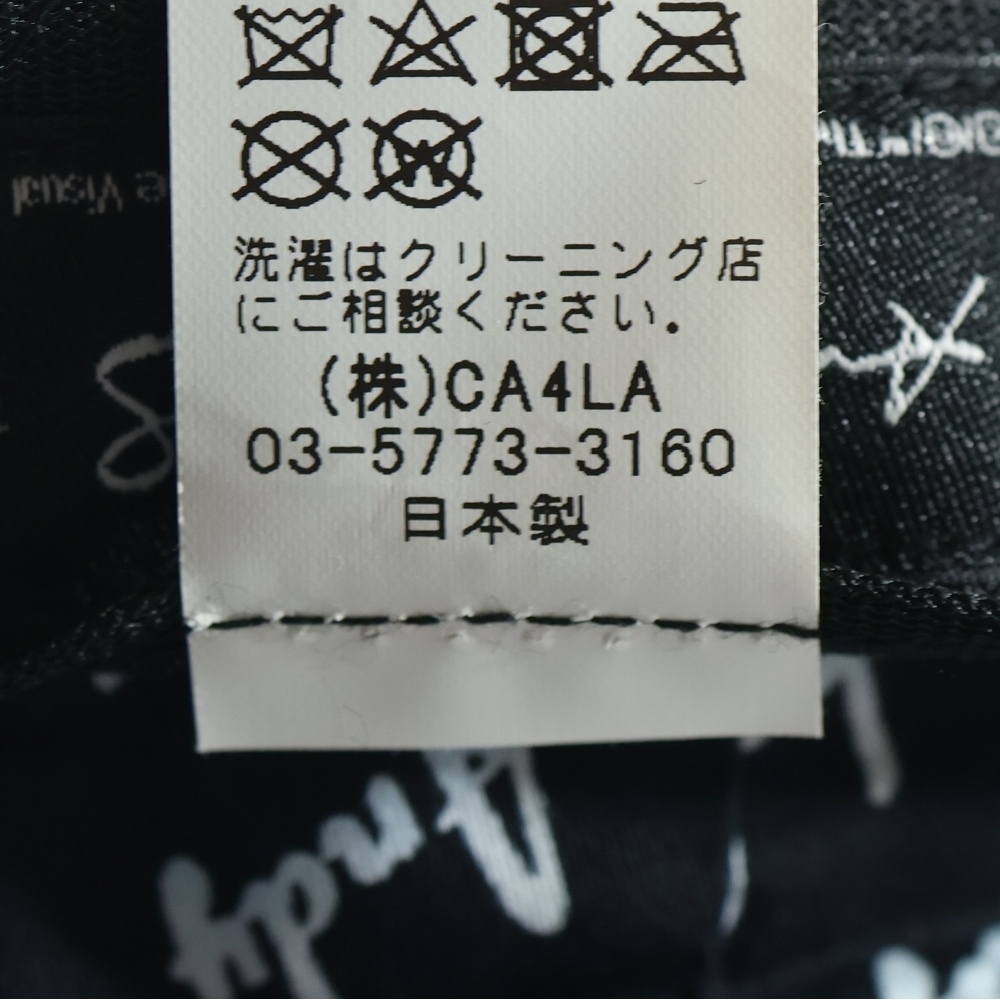 W
洗濯はクリーニング店
にご相談ください。
(株)CA4LA
03-5773-3160
日本製
Andy